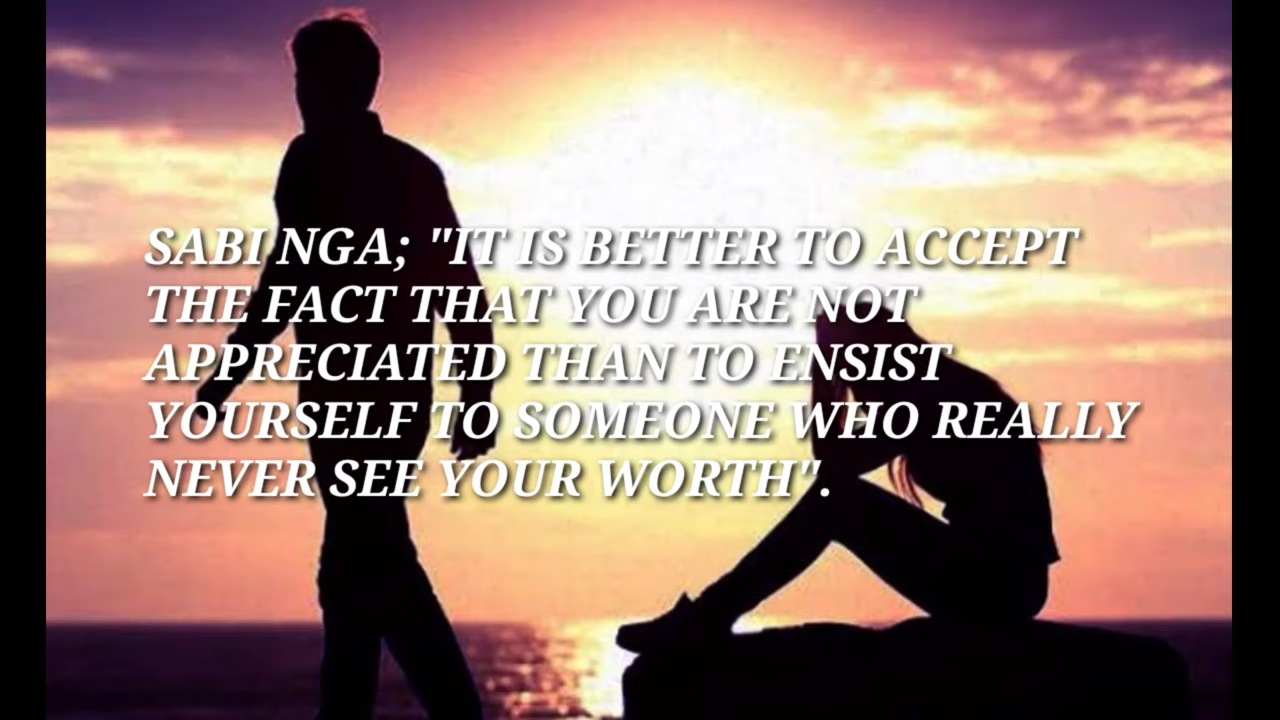 SABI NGA; "IT IS BETTER TO ACCEPT
THE FACT THAT YOU ARE NOT
APPRECIATED THAN TO ENSIST
YOURSELF TO SOMEONE WHO REALLY
NEVER SEE YOUR WORTH".